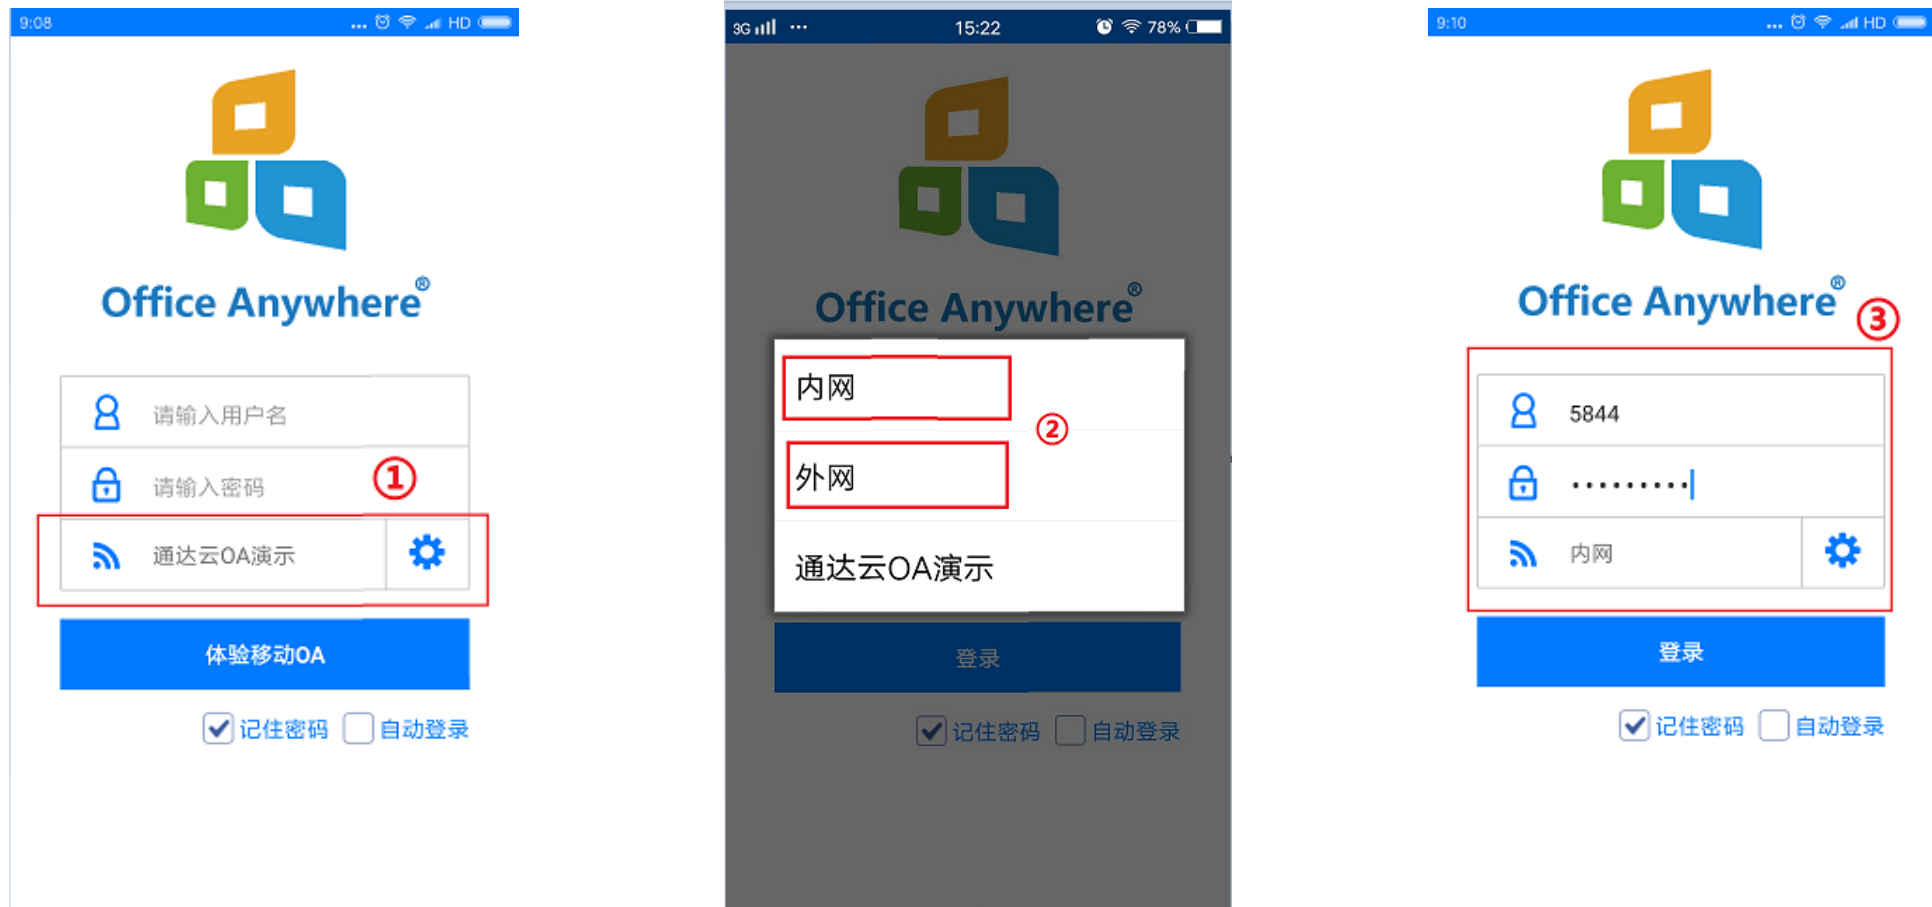 9:08
... HD
Office Anywhere®
请输入用户名
请输入密码
①
通达云OA演示
体验移动OA
记住密码 自动登录
3G ... 15:22 78%
Office Anywhere®
内网
②
外网
通达云OA演示
登录
记住密码 自动登录
9:10
... HD
Office Anywhere®
③
5844
•••••••••
内网
登录
记住密码 自动登录